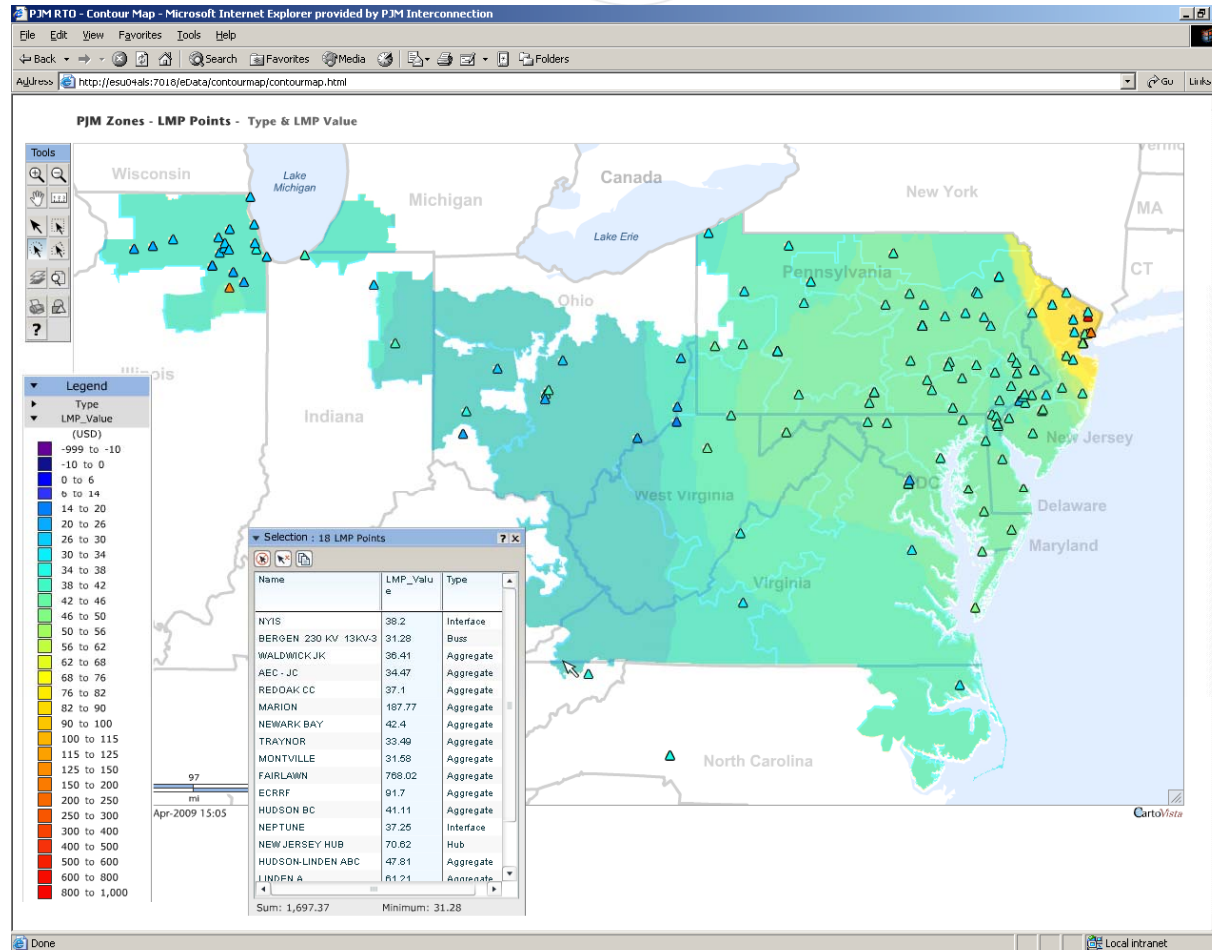 PJM RTO - Contour Map - Microsoft Internet Explorer provided by PJM Interconnection
File Edit View Favorites Tools Help
Back Search Favorites Media Folders
Address http://esu04als:7018/eData/contourmap/contourmap.html Go Links
PJM Zones - LMP Points - Type & LMP Value
Tools
?
Wisconsin
Lake
Michigan
Michigan
Canada
Lake Erie
New York
MA
CT
Pennsylvania
Ohio
Illinois
Indiana
New Jersey
DC
West Virginia
Delaware
Maryland
Virginia
North Carolina
Legend
Type
LMP_Value
(USD)
-999 to -10
-10 to 0
0 to 6
6 to 14
14 to 20
20 to 26
26 to 30
30 to 34
34 to 38
38 to 42
42 to 46
46 to 50
50 to 56
56 to 62
62 to 68
68 to 76
76 to 82
82 to 90
90 to 100
100 to 115
115 to 125
125 to 150
150 to 200
200 to 250
250 to 300
300 to 400
400 to 500
500 to 600
600 to 800
800 to 1,000
97
mi
Apr-2009 15:05
Selection : 18 LMP Points ? X
Name LMP_Valu Type
e
NYIS 38.2 Interface
BERGEN 230 KV 13KV-3 31.28 Buss
WALDWICK JK 36.41 Aggregate
AEC - JC 34.47 Aggregate
REDOAK CC 37.1 Aggregate
MARION 187.77 Aggregate
NEWARK BAY 42.4 Aggregate
TRAYNOR 33.49 Aggregate
MONTVILLE 31.58 Aggregate
FAIRLAWN 768.02 Aggregate
ECRRF 91.7 Aggregate
HUDSON BC 41.11 Aggregate
NEPTUNE 37.25 Interface
NEW JERSEY HUB 70.62 Hub
HUDSON-LINDEN ABC 47.81 Aggregate
LINDEN A 61.21 Aggregate
Sum: 1,697.37 Minimum: 31.28
CartoVista
Done Local intranet